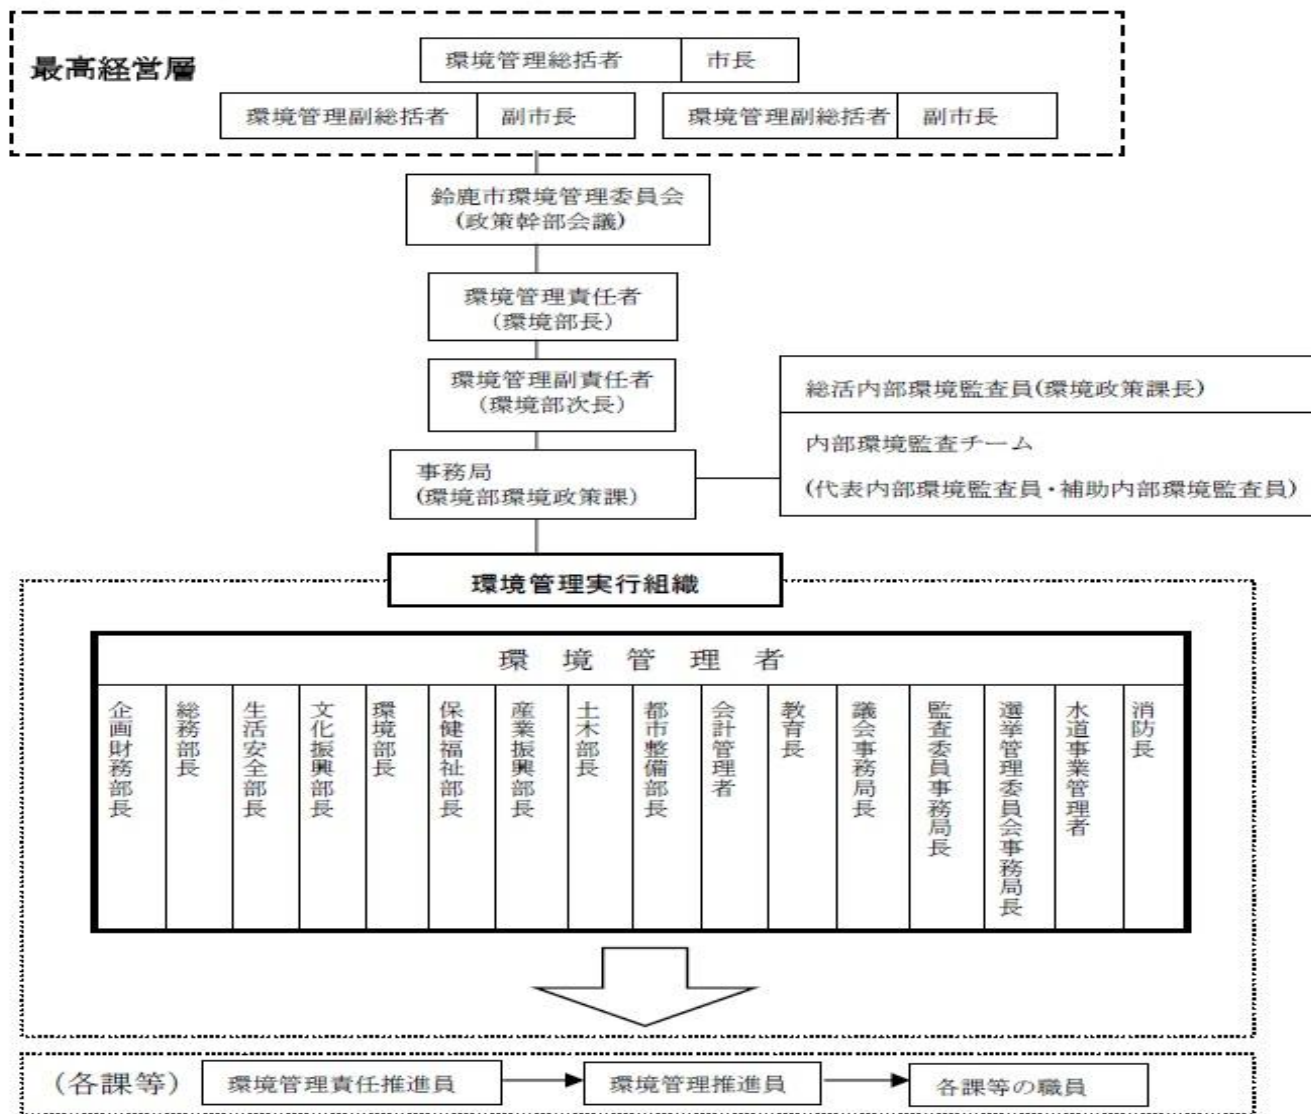 最高経営層
環境管理総括者 市長
環境管理副総括者 副市長 環境管理副総括者 副市長
鈴鹿市環境管理委員会
(政策幹部会議)
環境管理責任者
(環境部長)
環境管理副責任者
(環境部次長)
事務局
(環境部環境政策課)
総活内部環境監査員(環境政策課長)
内部環境監査チーム
(代表内部環境監査員・補助内部環境監査員)
環境管理実行組織
環境管理者
企画財務部長
総務部長
生活安全部長
文化振興部長
環境部長
保健福祉部長
産業振興部長
土木部長
都市整備部長
会計管理者
教育長
議会事務局長
監査委員事務局長
選挙管理委員会事務局長
水道事業管理者
消防長
(各課等) 環境管理責任推進員 環境管理推進員 各課等の職員